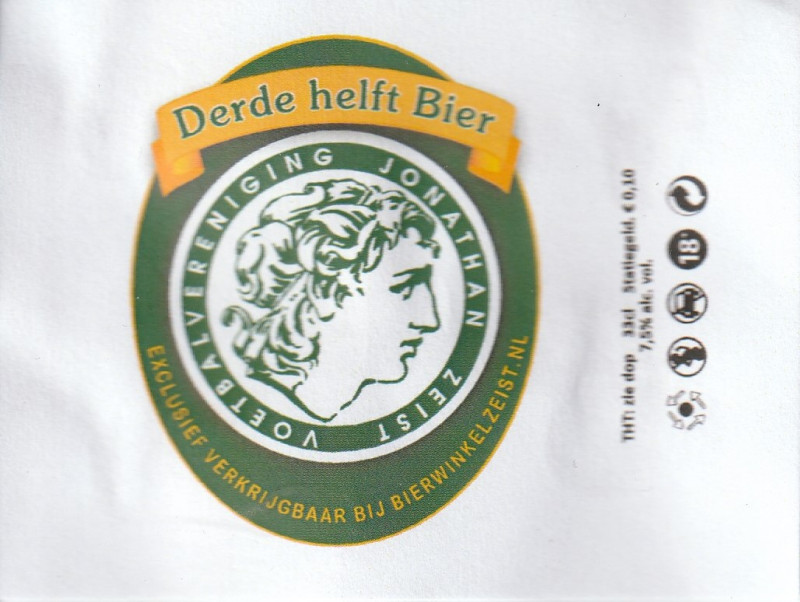 Derde helft Bier
VOETBALVERENIGING JONATHAN ZEIST
EXCLUSIEF VERKRIJGBAAR BIJ BIERWINKELZEIST.NL
THT: zie dop 33cl Statiegeld. € 0,10
7,5% alc. vol.
18+